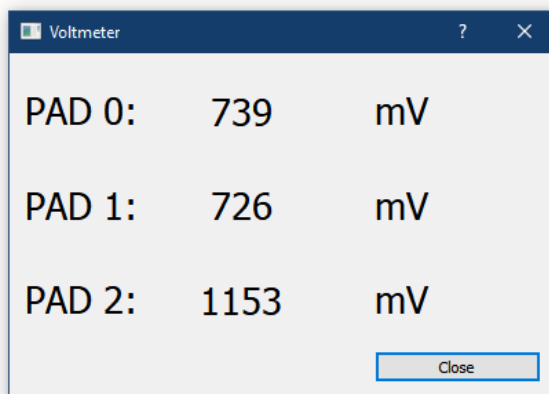 Voltmeter ? ×
PAD 0: 739 mV
PAD 1: 726 mV
PAD 2: 1153 mV
Close